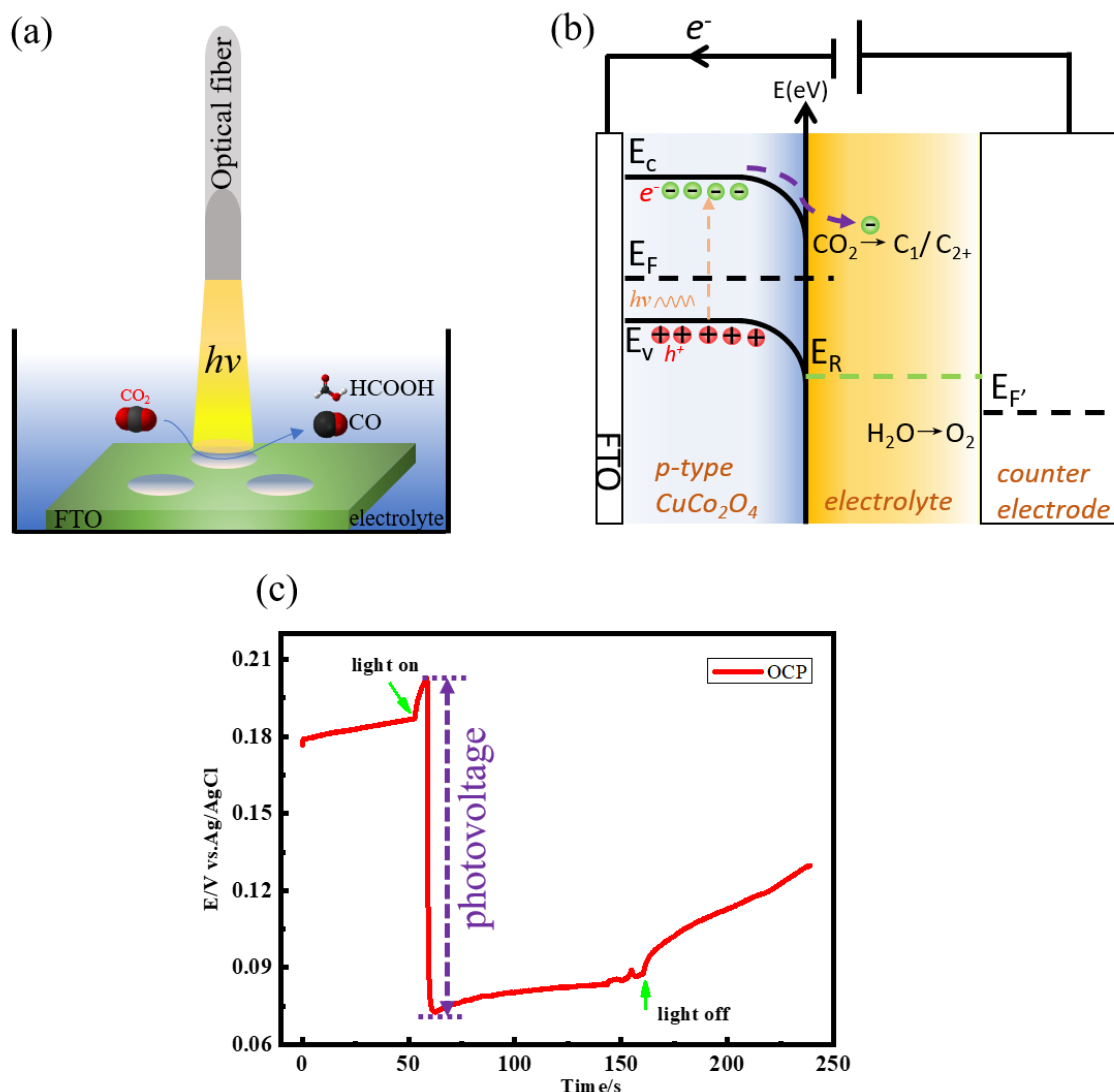 (a)
Optical fiber
hν
CO2
HCOOH
CO
FTO
electrolyte
(b)
e-
E(eV)
Ec
e-
CO2→ C1/ C2+
EF
hν
Ev
h+
ER
EF'
H2O→O2
FTO
p-type
CuCo2O4
electrolyte
counter
electrode
(c)
0.21
0.18
0.15
0.12
0.09
0.06
E/V vs.Ag/AgCl
light on
photovoltage
OCP
light off
0
50
100
150
200
250
Time/s